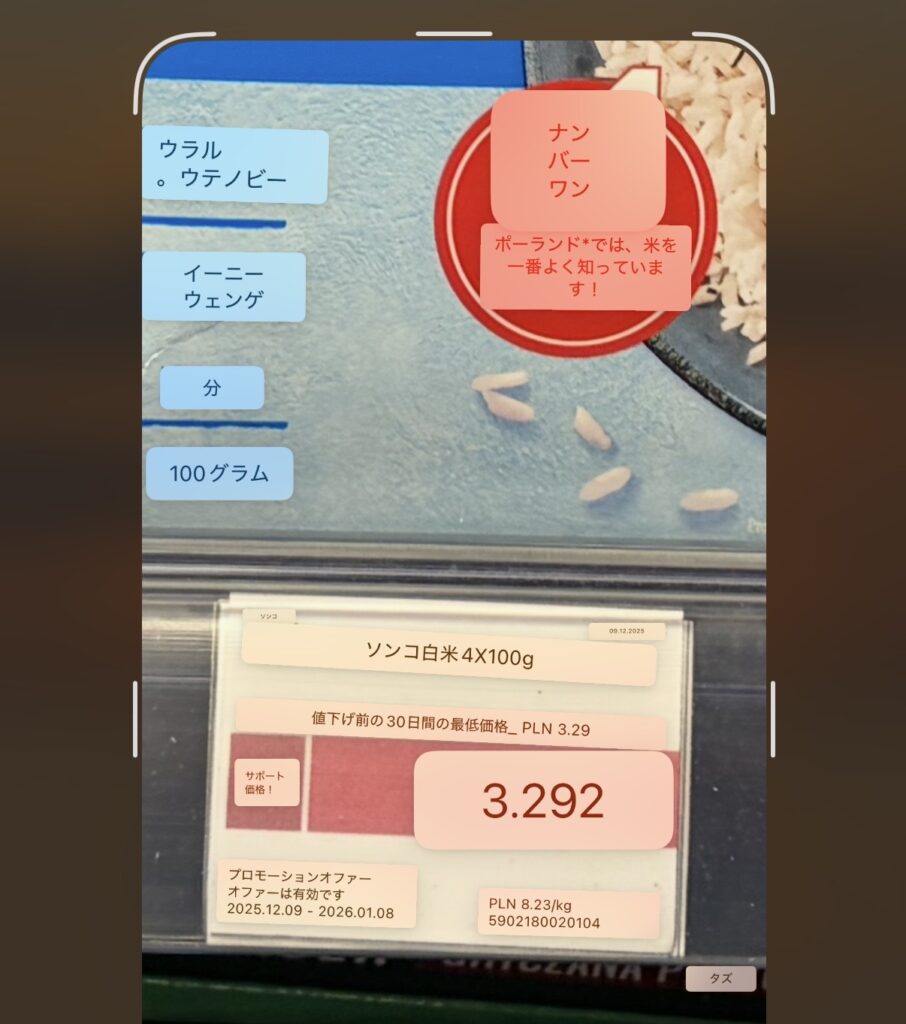 ウラル
。ウテノビー
ナン
バー
ワン
ポーランド*では、米を
一番よく知っていま
す！
イーニー
ウェンゲ
分
100グラム
ソンコ
09.12.2025
ソンコ白米4X100g
値下げ前の30日間の最低価格_ PLN 3.29
サポート
価格！
3.292
プロモーションオファー
オファーは有効です
2025.12.09 - 2026.01.08
PLN 8.23/kg
5902180020104
タズ